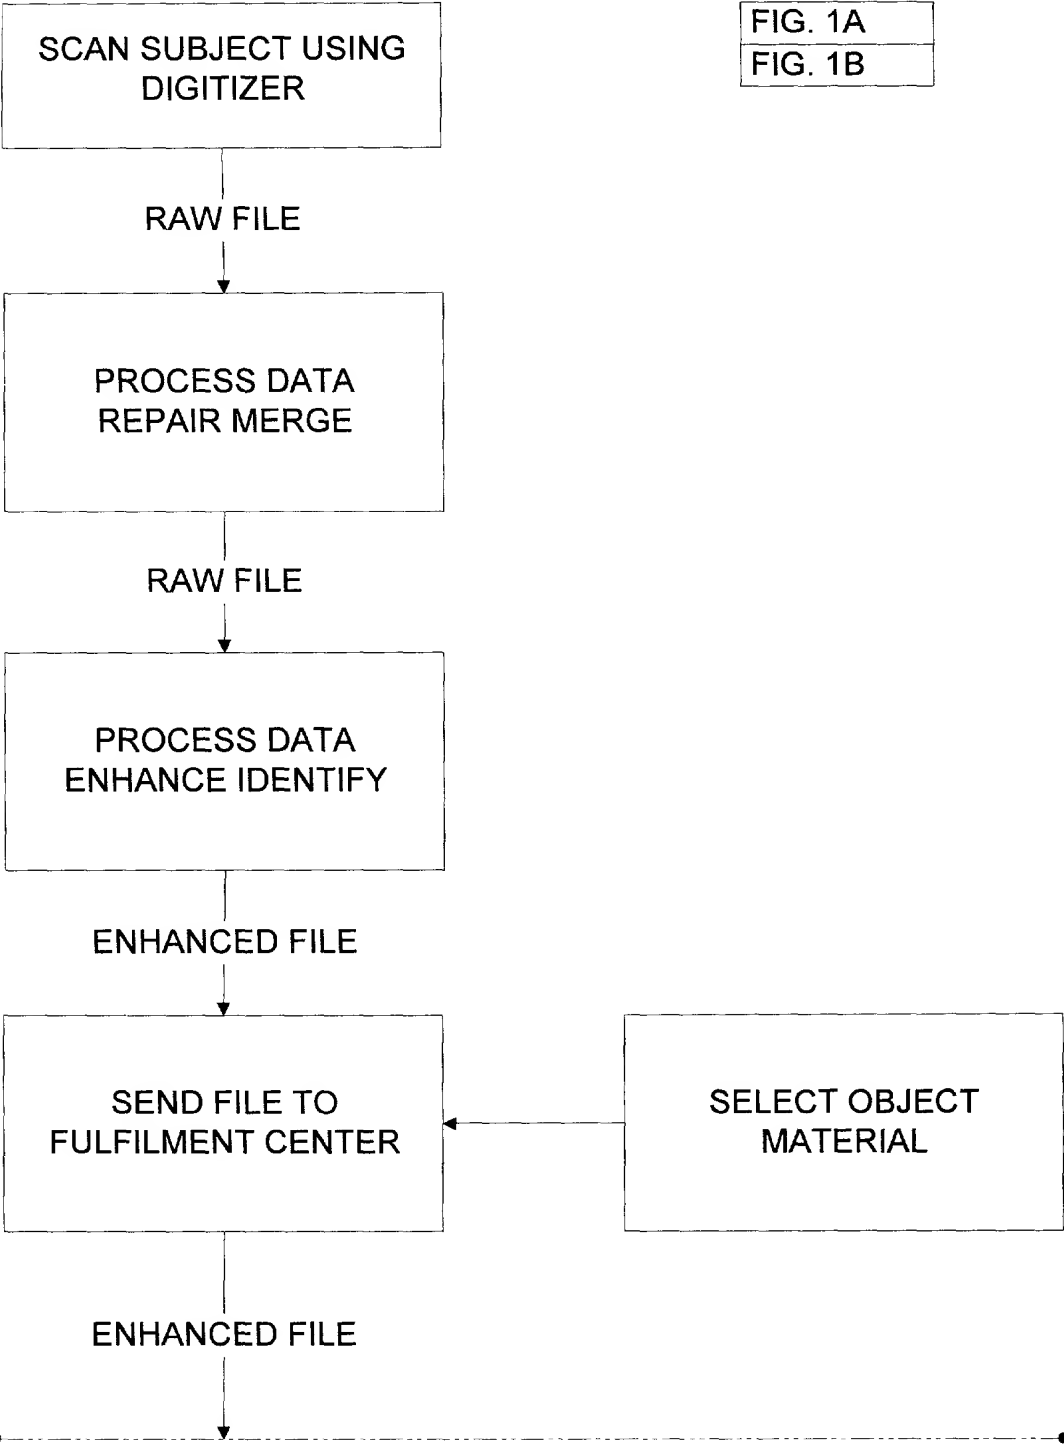 SCAN SUBJECT USING
DIGITIZER
FIG. 1A
FIG. 1B
RAW FILE
PROCESS DATA
REPAIR MERGE
RAW FILE
PROCESS DATA
ENHANCE IDENTIFY
ENHANCED FILE
SEND FILE TO
FULFILMENT CENTER
SELECT OBJECT
MATERIAL
ENHANCED FILE